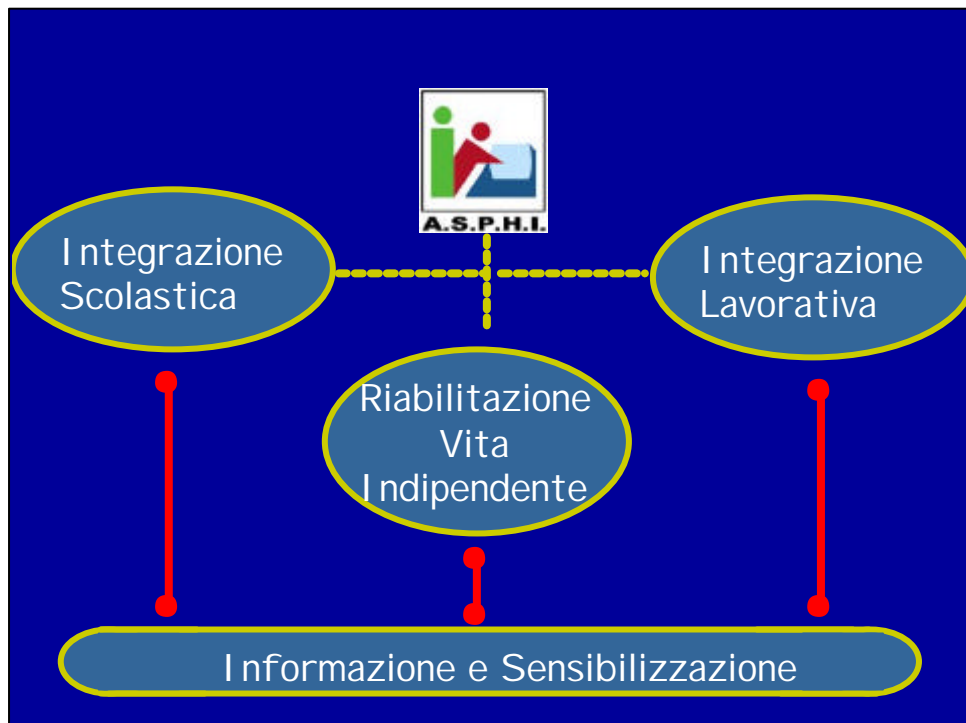 A.S.P.H.I.
Integrazione
Scolastica
Integrazione
Lavorativa
Riabilitazione
Vita
Indipendente
Informazione e Sensibilizzazione